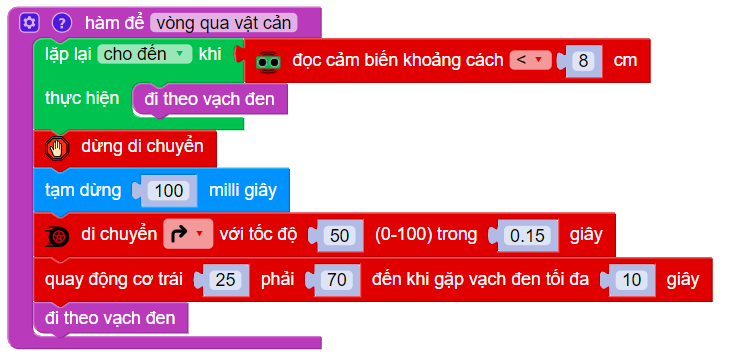 ? hàm để vòng qua vật cản
lặp lại cho đến khi đọc cảm biến khoảng cách < 8 cm
thực hiện đi theo vạch đen
dừng di chuyển
tạm dừng 100 milli giây
di chuyển với tốc độ 50 (0-100) trong 0.15 giây
quay động cơ trái 25 phải 70 đến khi gặp vạch đen tối đa 10 giây
đi theo vạch đen